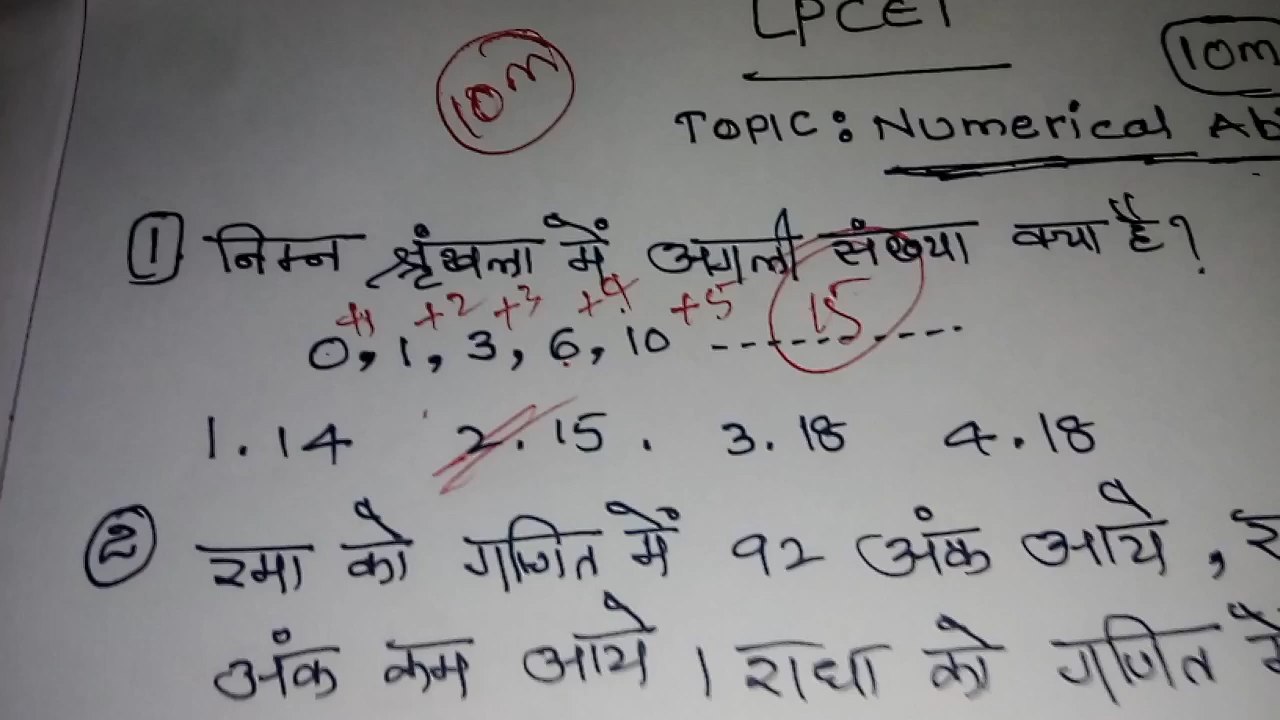 LPCET
10m
10m
TOPIC: Numerical Ab
1 निम्न श्रृंखला में अगली संख्या क्या है?
+1 +2 +3 +4 +5
0, 1, 3, 6, 10 ---------- 15
1. 14 2. 15. 3. 18 4. 18
2 रमा को गणित में 92 अंक आये,
अंक कम आये। राधा को गणित में